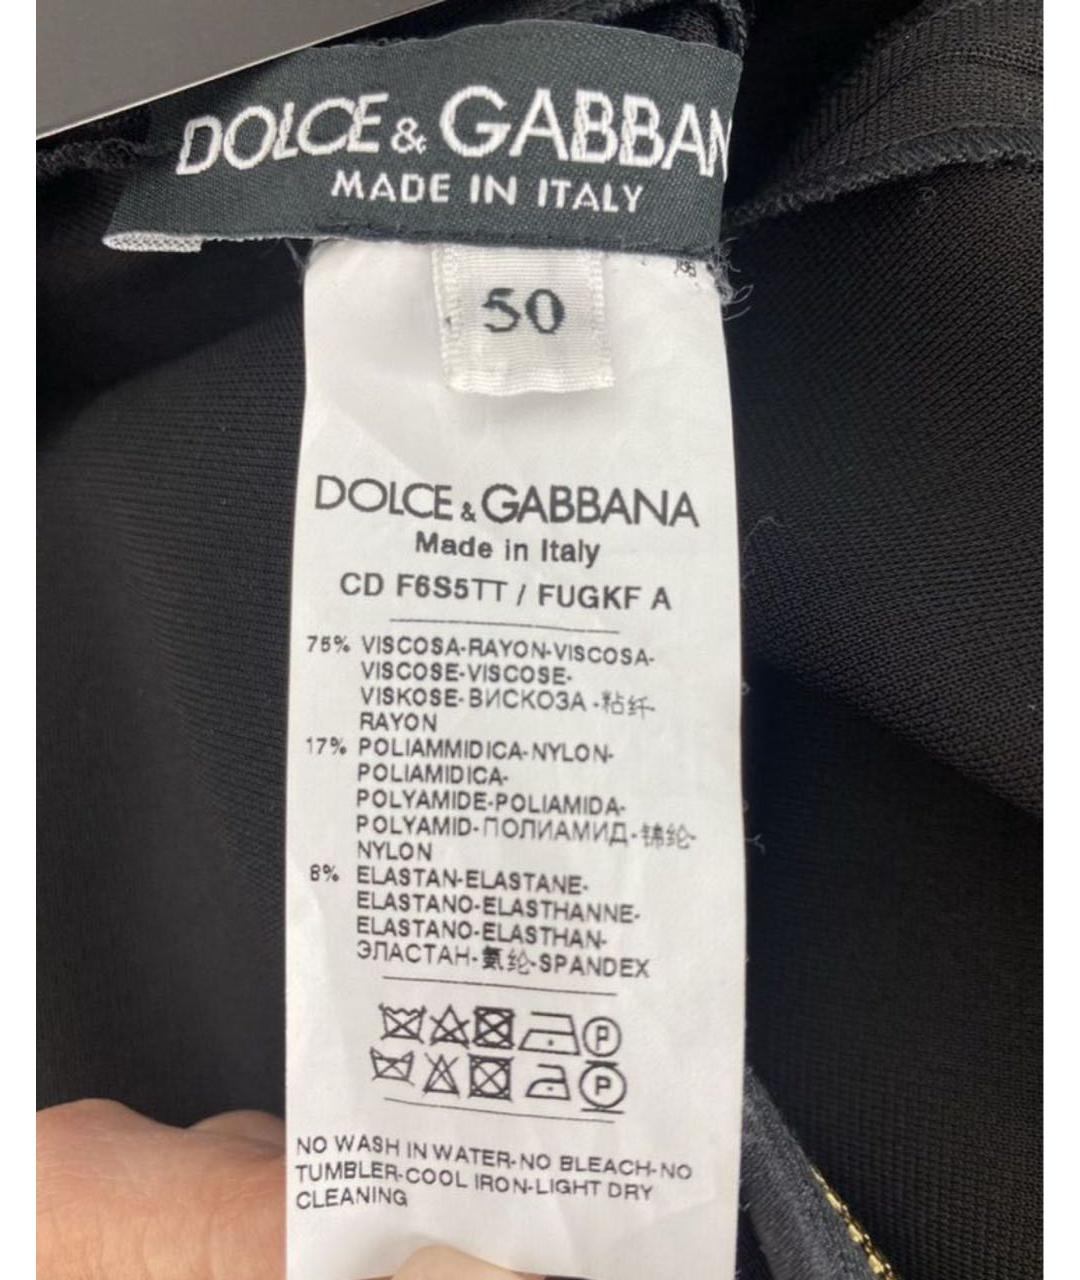 DOLCE & GABBAN
MADE IN ITALY
50
DOLCE & GABBANA
Made in Italy
CD F6S5TT / FUGKF A
75% VISCOSA-RAYON-VISCOSA-
VISCOSE-VISCOSE-
VISKOSE-ВИСКОЗА-粘纤-
RAYON
17% POLIAMMIDICA-NYLON-
POLIAMIDICA-
POLYAMIDE-POLIAMIDA-
POLYAMID-ПОЛИАМИД-锦纶-
NYLON
8% ELASTAN-ELASTANE-
ELASTANO-ELASTHANNE-
ELASTANO-ELASTHAN-
ЭЛАСТАН-氨纶-SPANDEX
P
P
NO WASH IN WATER-NO BLEACH-NO
TUMBLER-COOL IRON-LIGHT DRY
CLEANING